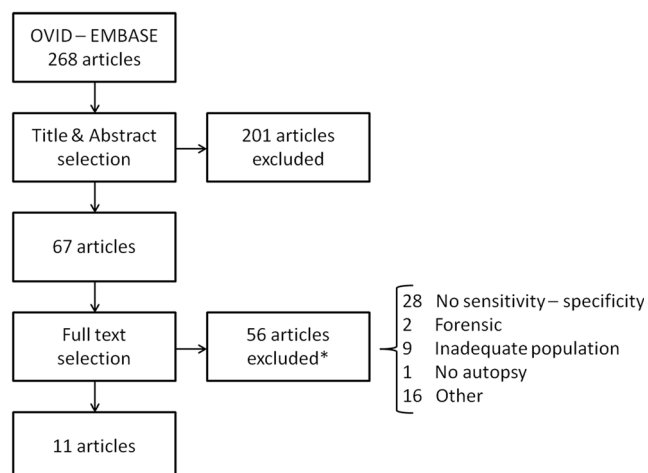 OVID – EMBASE
268 articles
Title & Abstract
selection
201 articles
excluded
67 articles
Full text
selection
56 articles
excluded*
28 No sensitivity – specificity
2 Forensic
9 Inadequate population
1 No autopsy
16 Other
11 articles